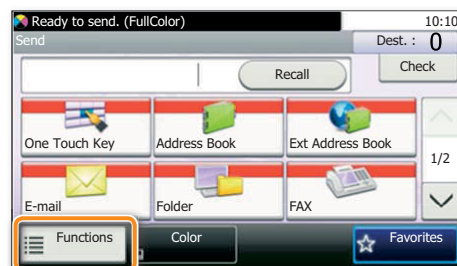 Ready to send. (FullColor) 10:10
Send Dest. : 0
Recall Check
One Touch Key Address Book Ext Address Book
1/2
E-mail Folder FAX
Functions Color Favorites